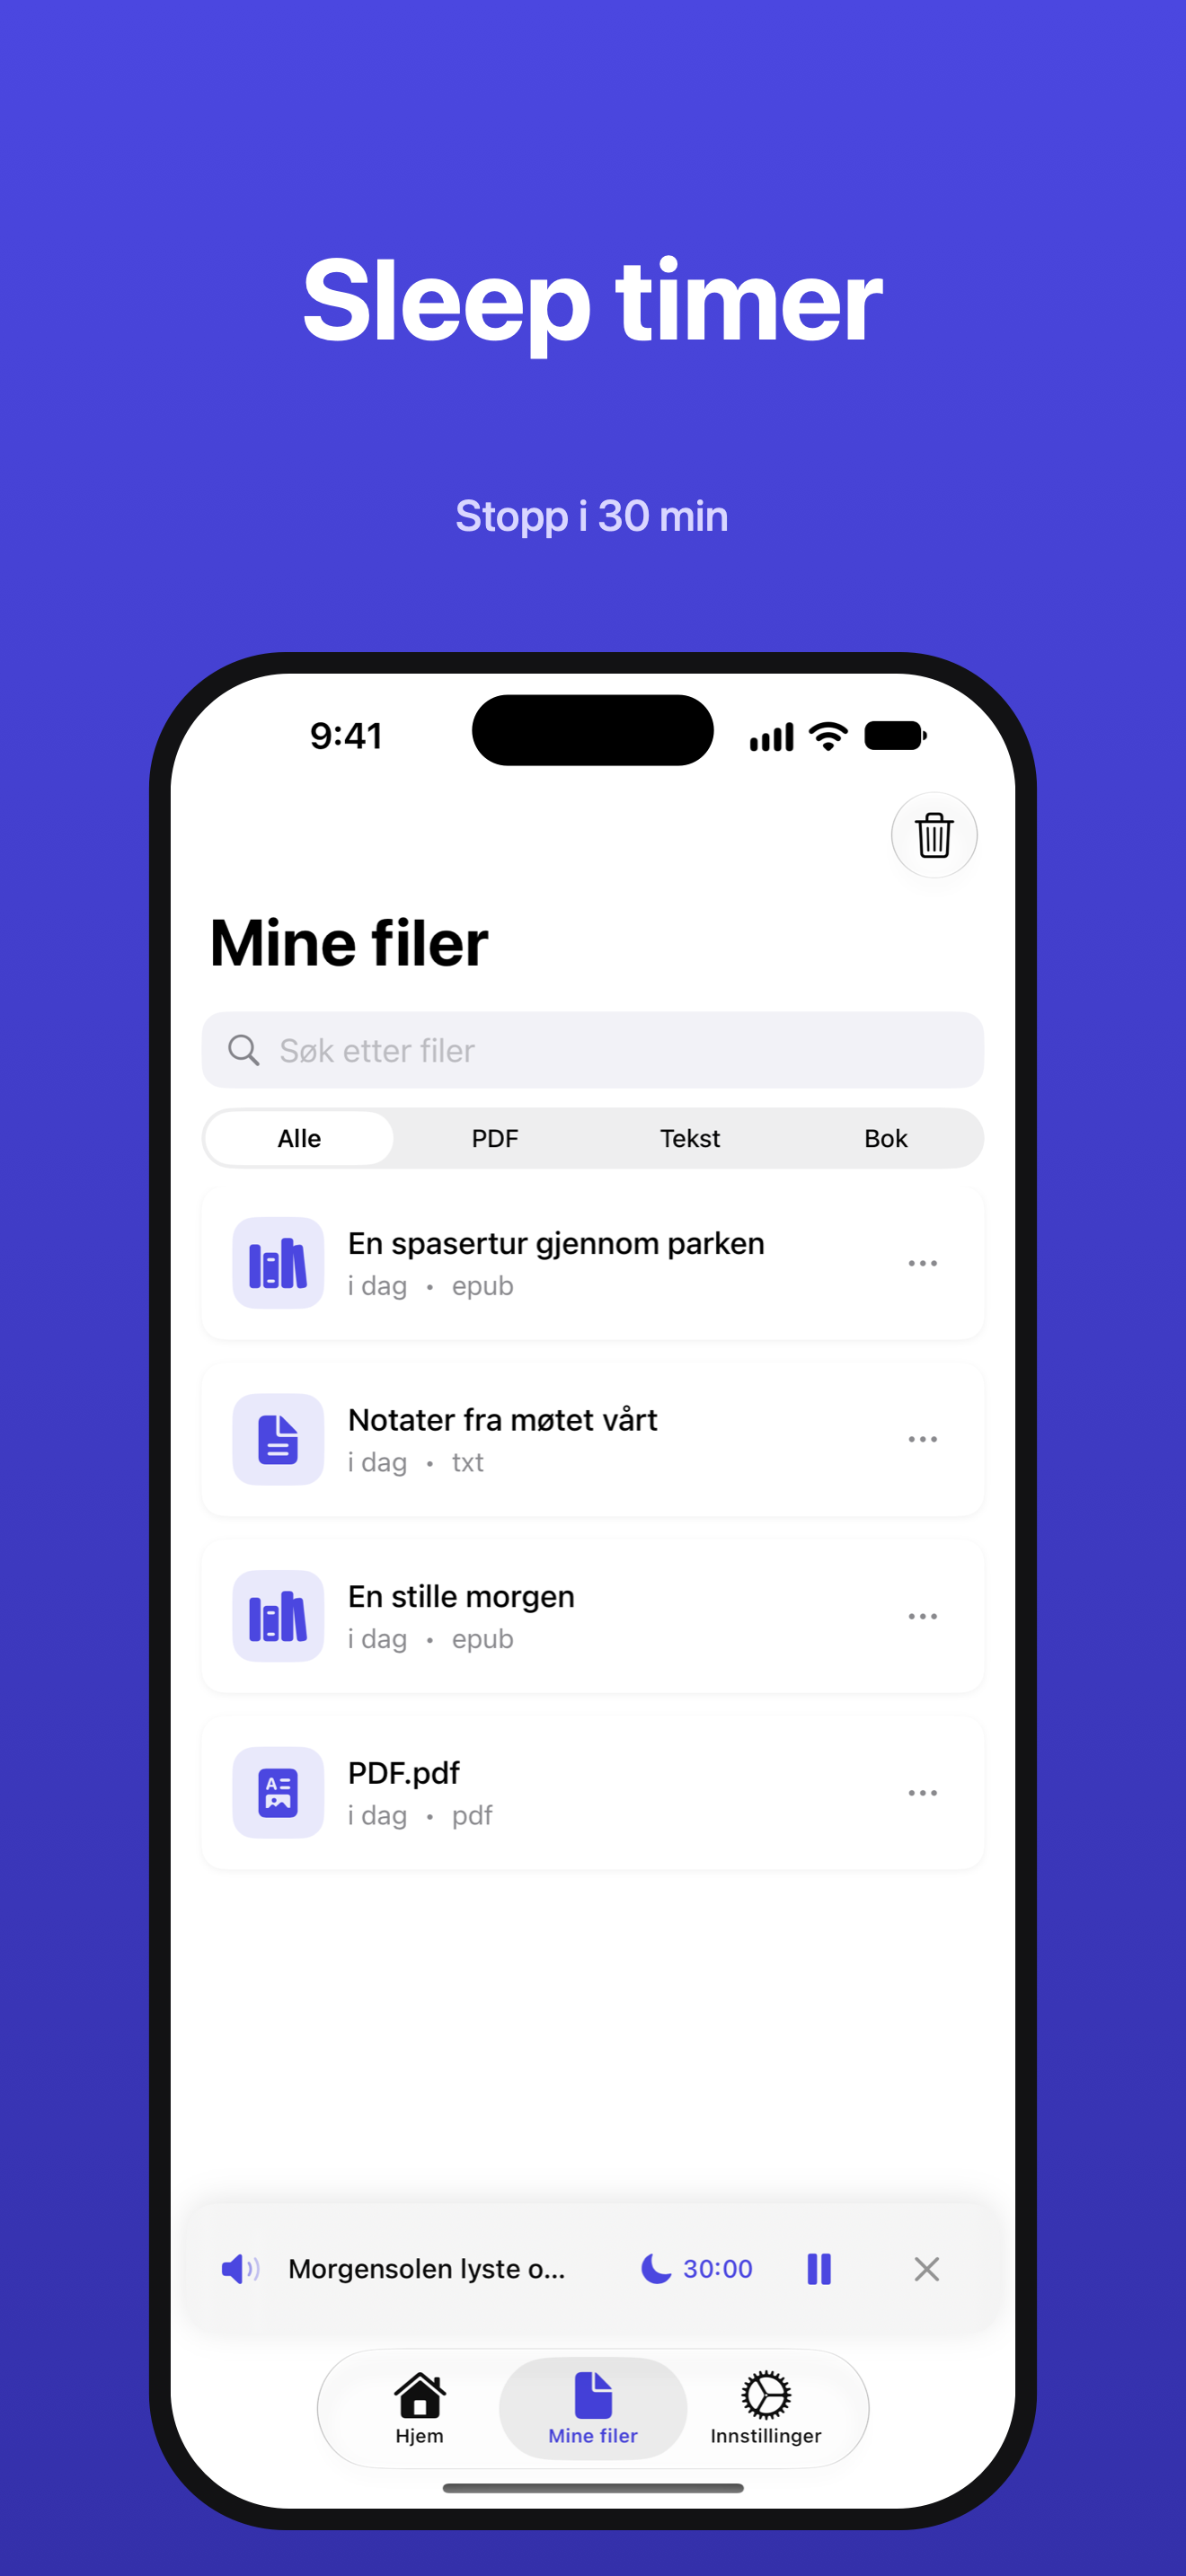 Sleep timer
Stopp i 30 min
9:41
Mine filer
Søk etter filer
Alle PDF Tekst Bok
En spasertur gjennom parken
i dag • epub
Notater fra møtet vårt
i dag • txt
En stille morgen
i dag • epub
PDF.pdf
i dag • pdf
Morgensolen lyste o... 30:00
Hjem Mine filer Innstillinger